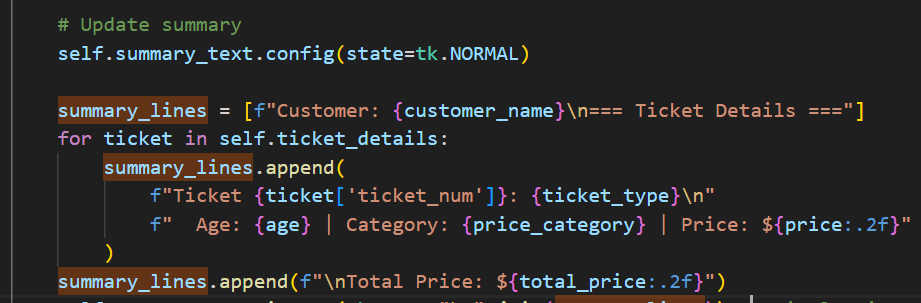 # Update summary
self.summary_text.config(state=tk.NORMAL)
summary_lines = [f"Customer: {customer_name}\n=== Ticket Details ==="]
for ticket in self.ticket_details:
summary_lines.append(
f"Ticket {ticket['ticket_num']}: {ticket_type}\n"
f"  Age: {age} | Category: {price_category} | Price: ${price:.2f}"
)
summary_lines.append(f"\nTotal Price: ${total_price:.2f}")